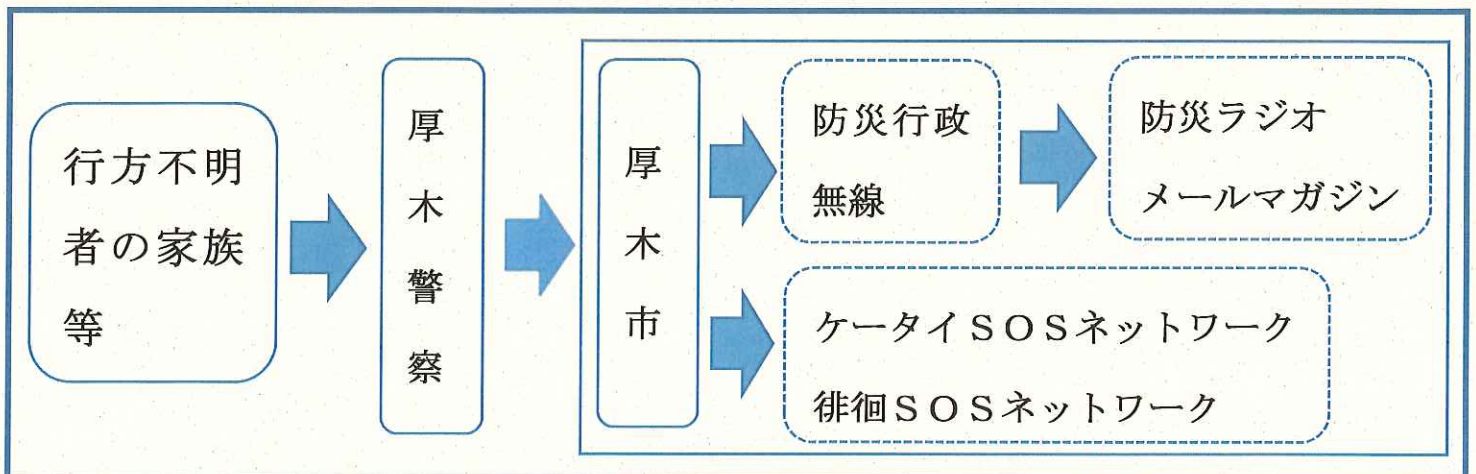 行方不明
者の家族
等
厚木警察
厚木市
防災行政
無線
防災ラジオ
メールマガジン
ケータイSOSネットワーク
徘徊SOSネットワーク